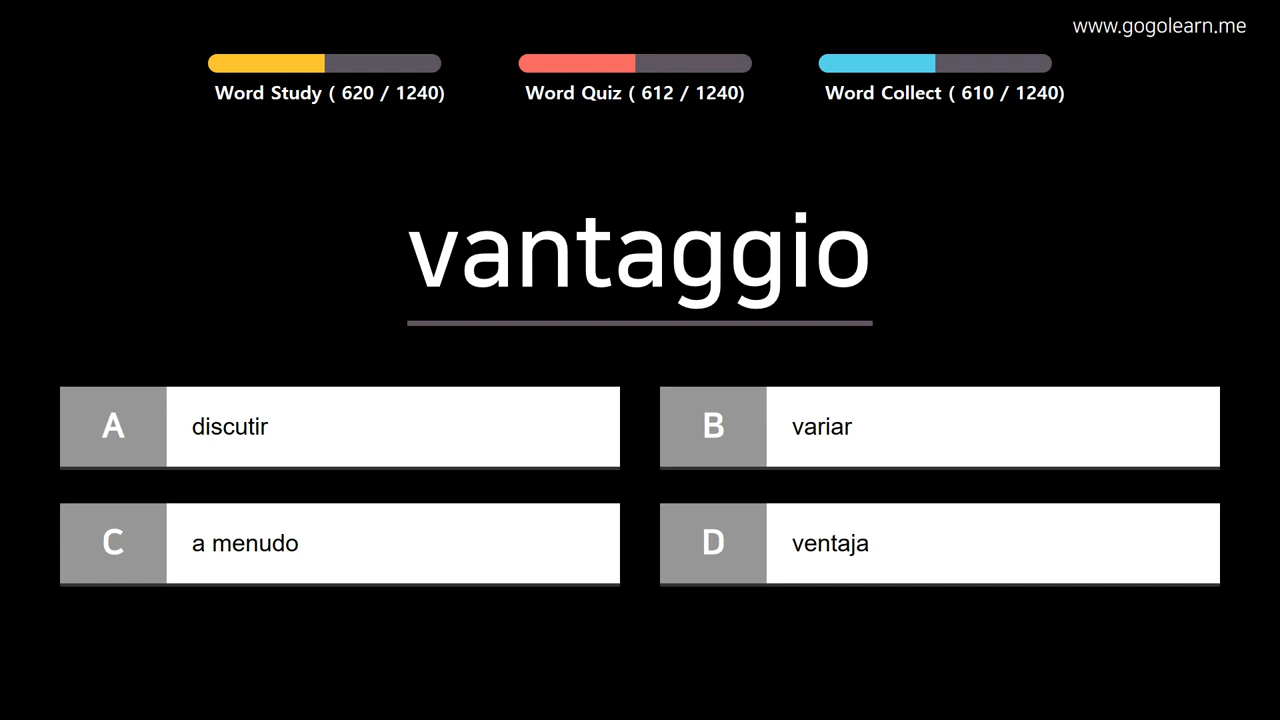 www.gogolearn.me
Word Study ( 620 / 1240)
Word Quiz ( 612 / 1240)
Word Collect ( 610 / 1240)
vantaggio
A
discutir
B
variar
C
a menudo
D
ventaja